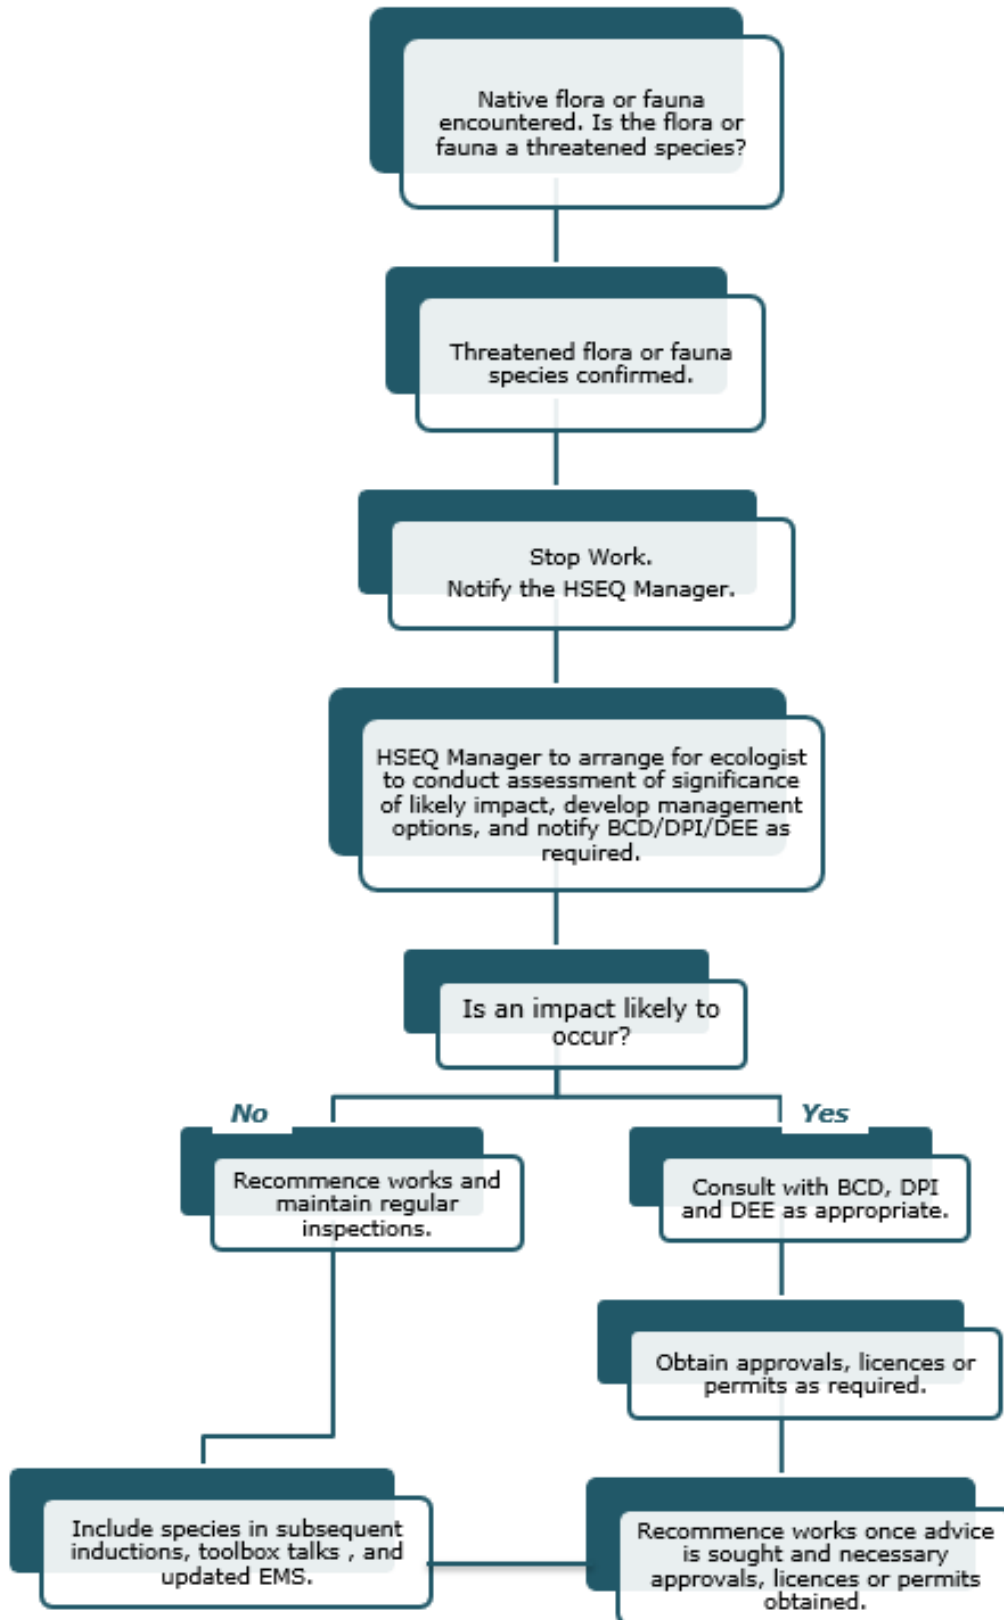 Native flora or fauna
encountered. Is the flora or
fauna a threatened species?
Threatened flora or fauna
species confirmed.
Stop Work.
Notify the HSEQ Manager.
HSEQ Manager to arrange for ecologist
to conduct assessment of significance
of likely impact, develop management
options, and notify BCD/DPI/DEE as
required.
Is an impact likely to
occur?
No
Yes
Recommence works and
maintain regular
inspections.
Consult with BCD, DPI
and DEE as appropriate.
Obtain approvals, licences or
permits as required.
Include species in subsequent
inductions, toolbox talks , and
updated EMS.
Recommence works once advice
is sought and necessary
approvals, licences or permits
obtained.